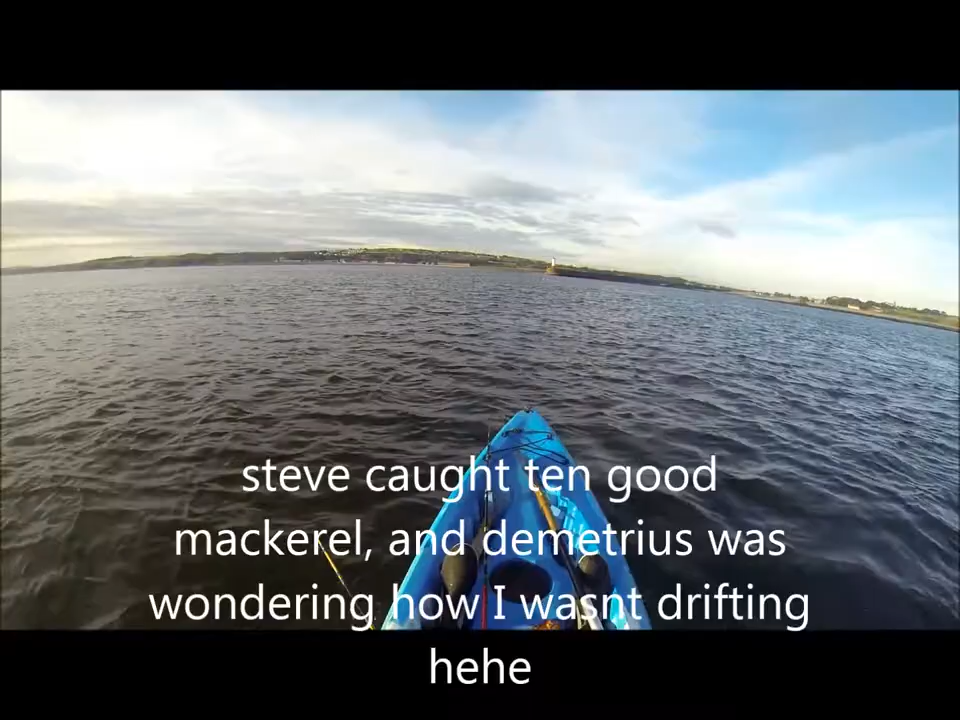 steve caught ten good
mackerel, and demetrius was
wondering how I wasnt drifting
hehe